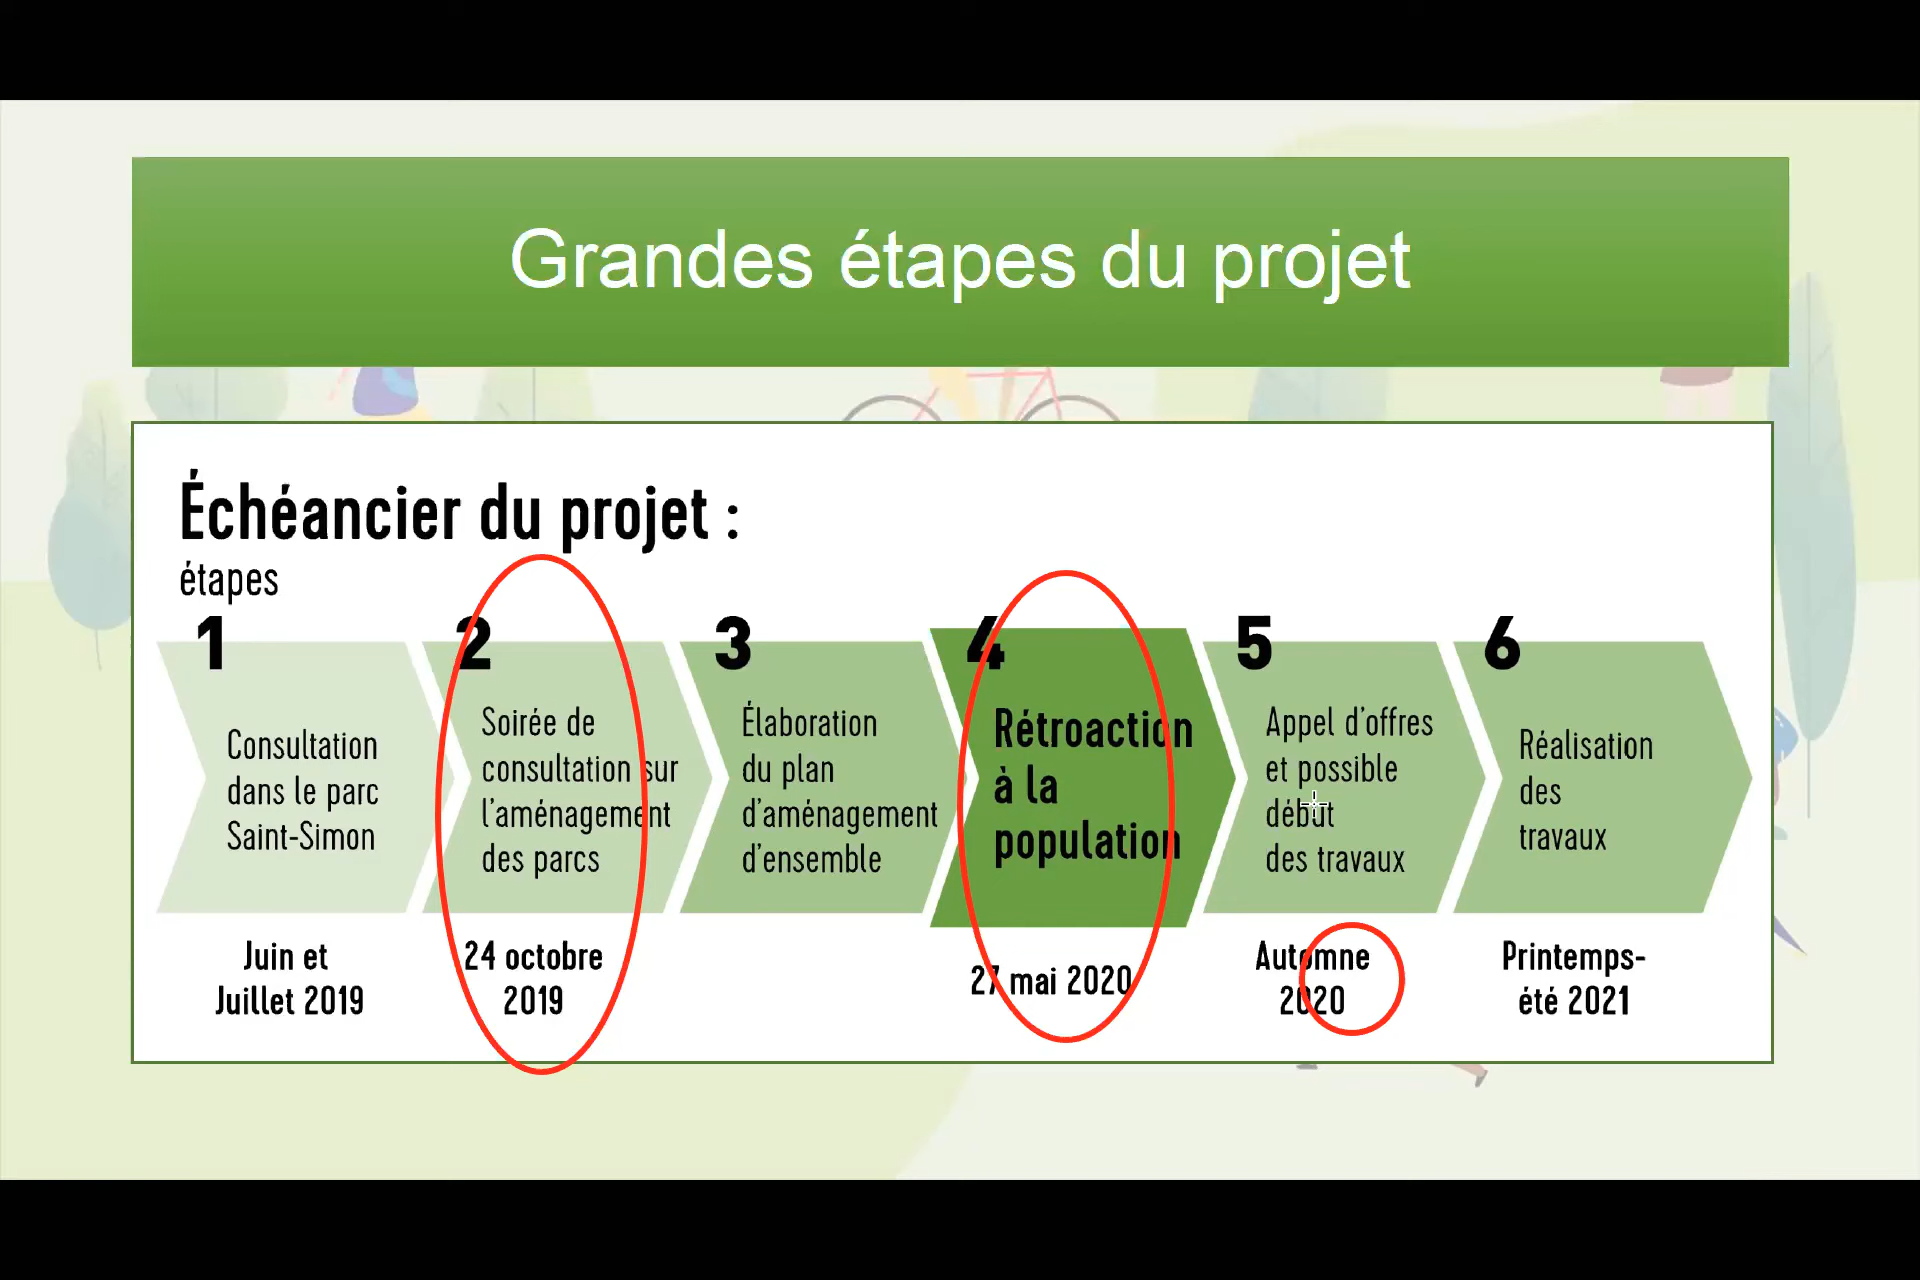 Grandes étapes du projet
Échéancier du projet :
étapes
1
Consultation
dans le parc
Saint-Simon
Juin et
Juillet 2019
2
Soirée de
consultation sur
l'aménagement
des parcs
24 octobre
2019
3
Élaboration
du plan
d'aménagement
d'ensemble
4
Rétroaction
à la
population
27 mai 2020
5
Appel d'offres
et possible
début
des travaux
Automne
2020
6
Réalisation
des
travaux
Printemps-
été 2021